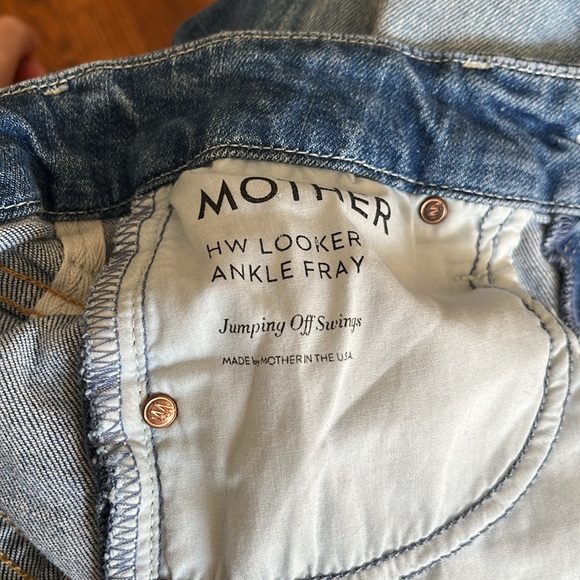 MOTHER
HW LOOKER
ANKLE FRAY
Jumping Off Swings
MADE by MOTHER IN THE U.S.A.